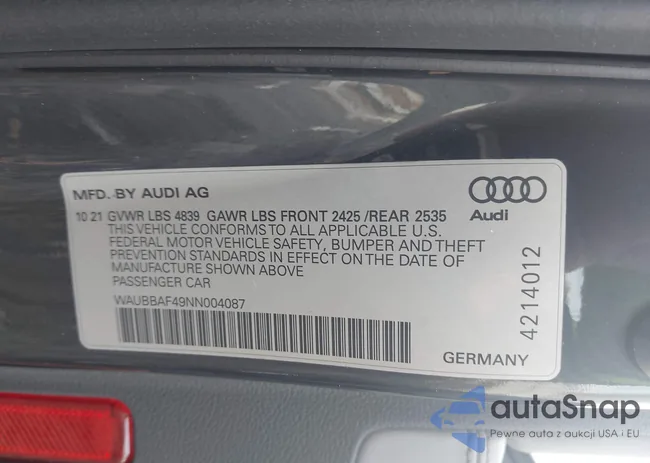 MFD. BY AUDI AG
Audi
10 21 GVWR LBS 4839 GAWR LBS FRONT 2425 /REAR 2535
THIS VEHICLE CONFORMS TO ALL APPLICABLE U.S.
FEDERAL MOTOR VEHICLE SAFETY, BUMPER AND THEFT
PREVENTION STANDARDS IN EFFECT ON THE DATE OF
MANUFACTURE SHOWN ABOVE
PASSENGER CAR
WAUBBAF49NN004087
4214012
GERMANY
autaSnap
Pewne auta z aukcji USA i EU